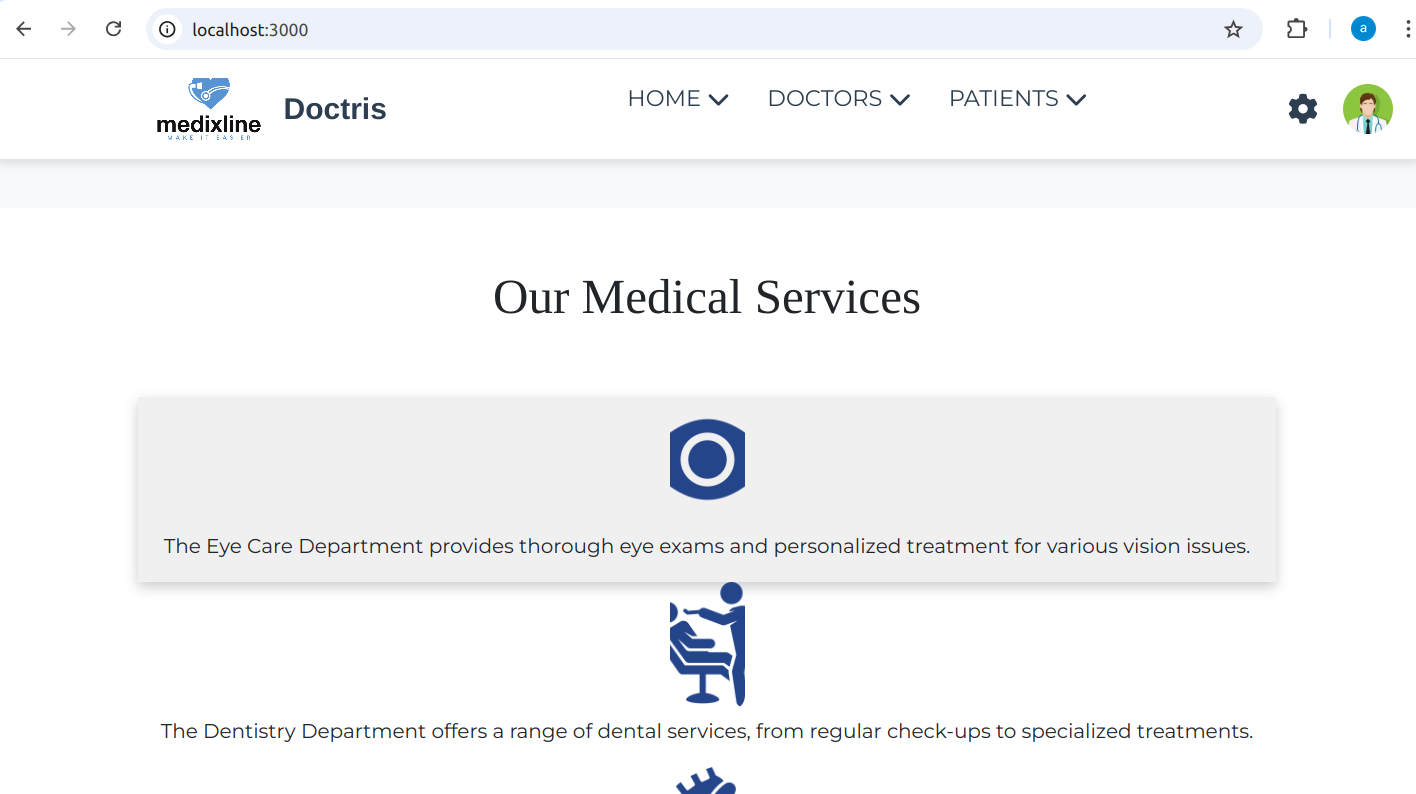 localhost:3000
a
medixline
MAKE IT EASIER
Doctris
HOME
DOCTORS
PATIENTS
Our Medical Services
The Eye Care Department provides thorough eye exams and personalized treatment for various vision issues.
The Dentistry Department offers a range of dental services, from regular check-ups to specialized treatments.